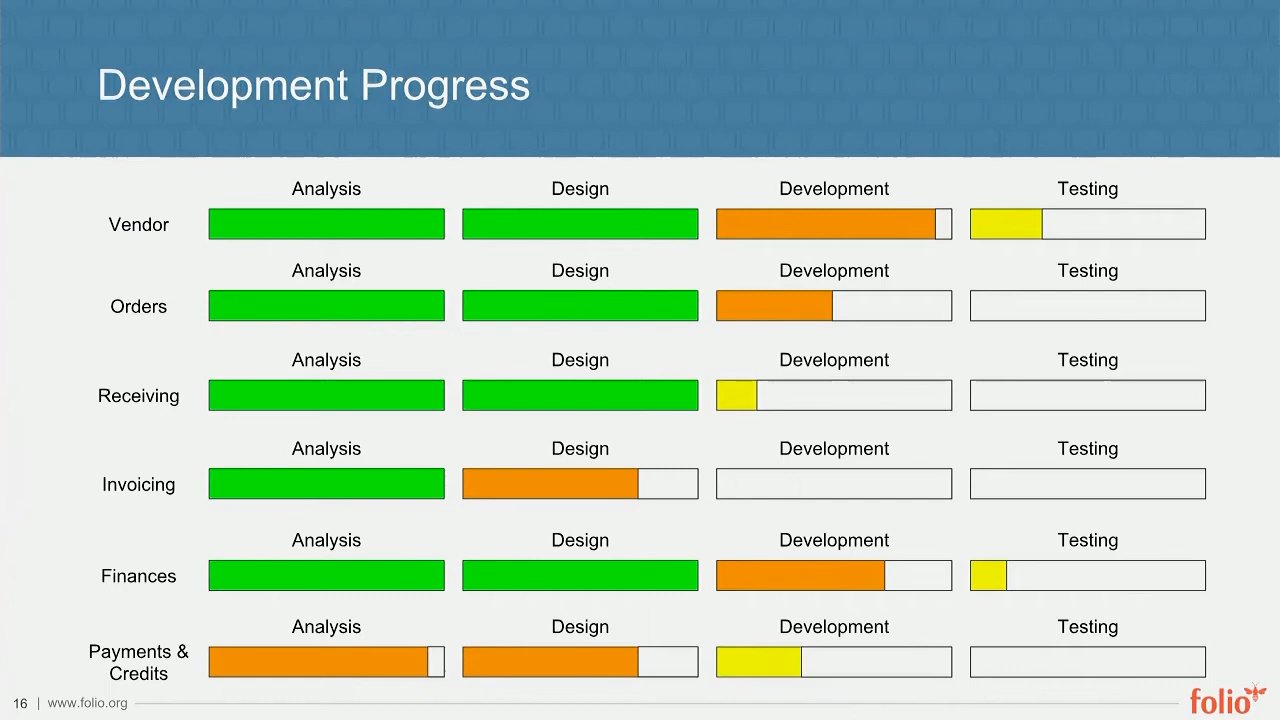 Development Progress
Analysis Design Development Testing
Vendor
Analysis Design Development Testing
Orders
Analysis Design Development Testing
Receiving
Analysis Design Development Testing
Invoicing
Analysis Design Development Testing
Finances
Analysis Design Development Testing
Payments &
Credits
16 | www.folio.org
folio